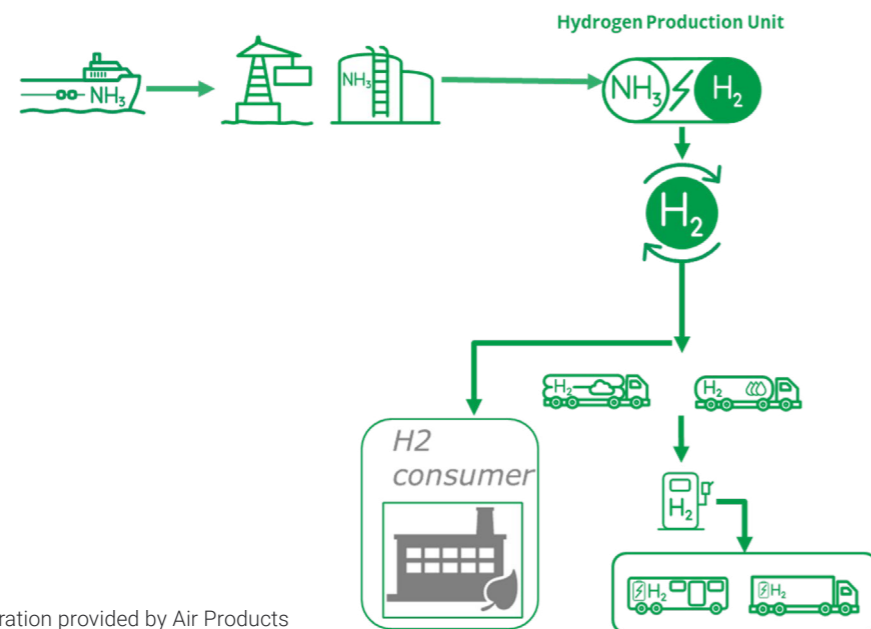 Hydrogen Production Unit
NH₃
NH₃
NH₃
H₂
H₂
H₂
H₂
H2
consumer
H₂
H₂
H₂
ration provided by Air Products